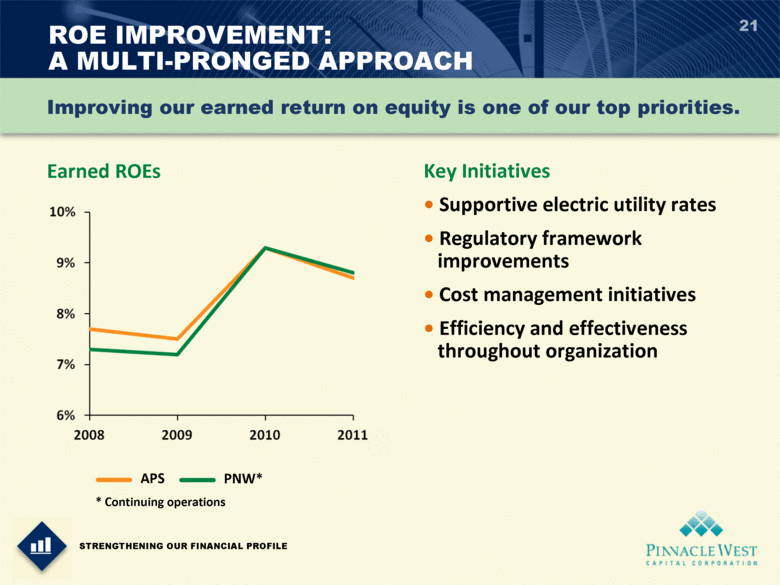 21
ROE IMPROVEMENT:
A MULTI-PRONGED APPROACH
Improving our earned return on equity is one of our top priorities.
Earned ROEs
10%
9%
8%
7%
6%
2008 2009 2010 2011
APS PNW*
* Continuing operations
Key Initiatives
• Supportive electric utility rates
• Regulatory framework
improvements
• Cost management initiatives
• Efficiency and effectiveness
throughout organization
STRENGTHENING OUR FINANCIAL PROFILE
PINNACLE WEST
CAPITAL CORPORATION